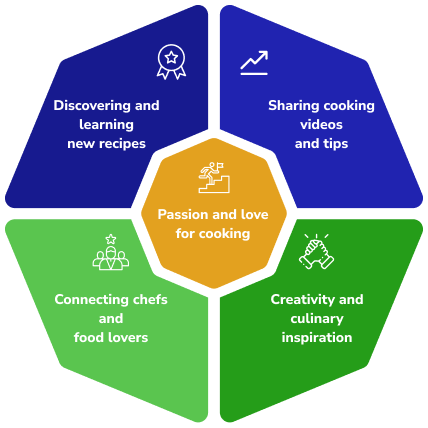 Discovering and
learning
new recipes
Sharing cooking
videos
and tips
Passion and love
for cooking
Connecting chefs
and
food lovers
Creativity and
culinary
inspiration